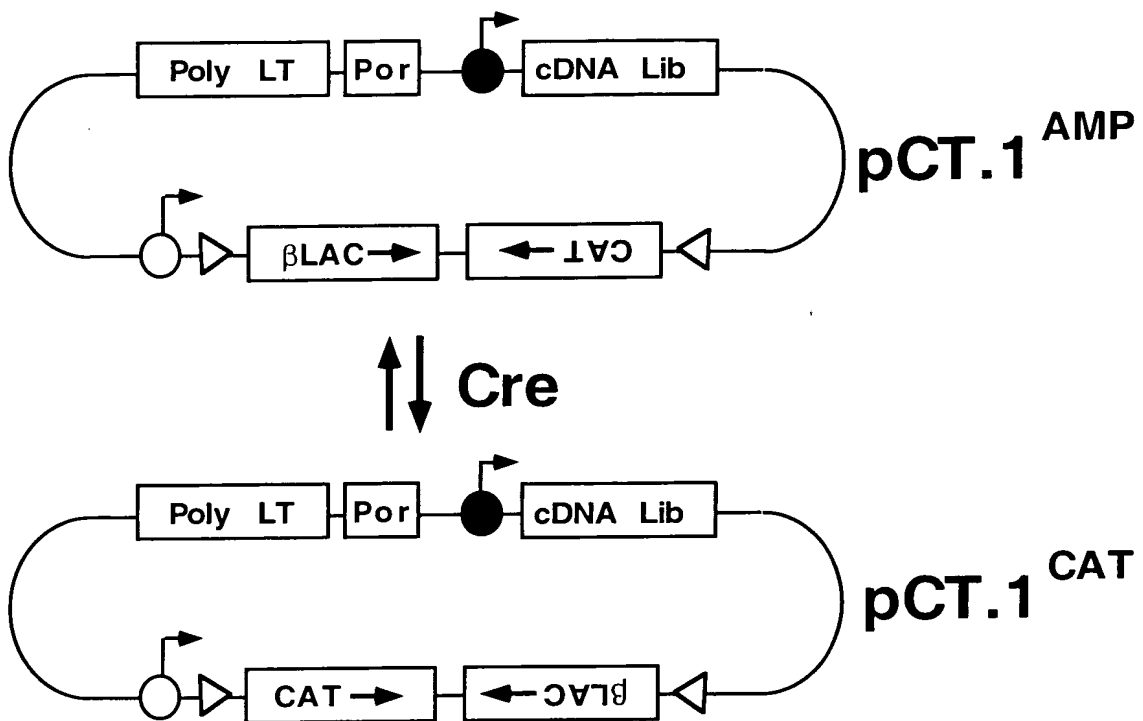 Poly LT Por cDNA Lib
pCT.1 AMP
βLAC CAT
Cre
Poly LT Por cDNA Lib
pCT.1 CAT
CAT βLAC